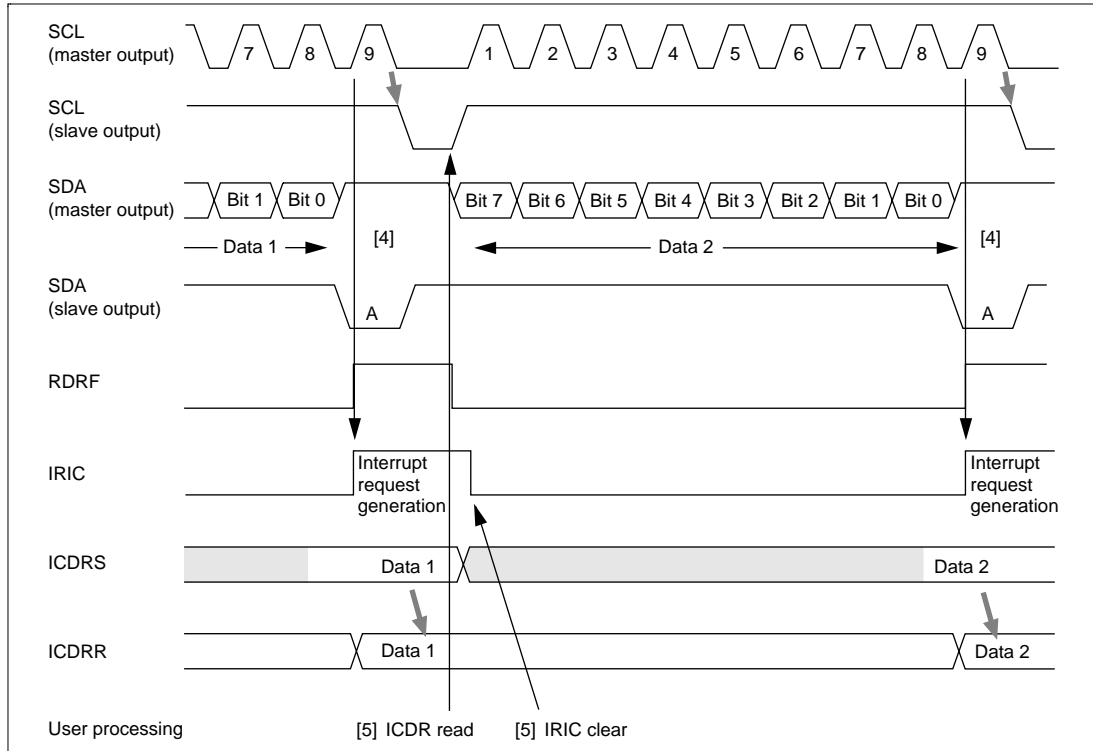 SCL
(master output)
7 8 9 1 2 3 4 5 6 7 8 9
SCL
(slave output)
SDA
(master output)
Bit 1 Bit 0 Bit 7 Bit 6 Bit 5 Bit 4 Bit 3 Bit 2 Bit 1 Bit 0
Data 1 [4] Data 2 [4]
SDA
(slave output)
A A
RDRF
IRIC
Interrupt
request
generation
Interrupt
request
generation
ICDRS
Data 1 Data 2
ICDRR
Data 1 Data 2
User processing [5] ICDR read [5] IRIC clear